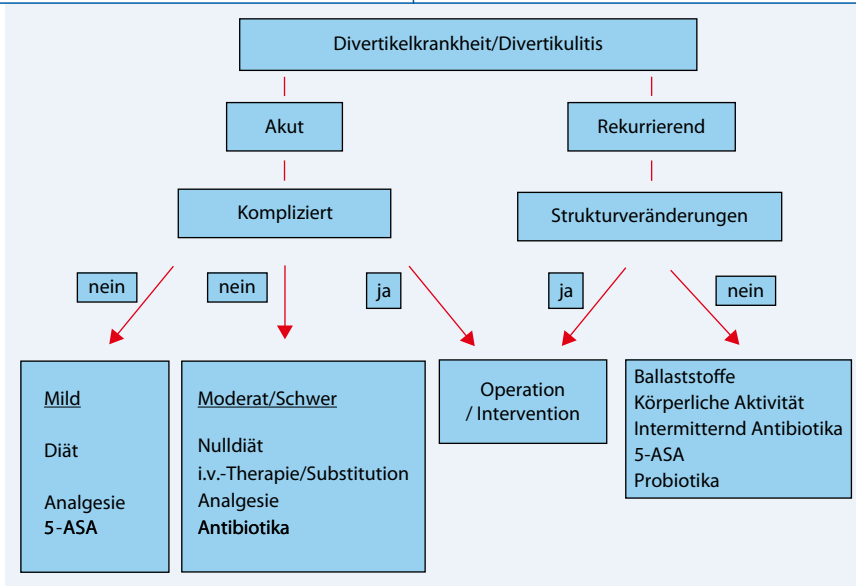 Divertikelkrankheit/Divertikulitis
Akut
Rekurrierend
Kompliziert
Strukturveränderungen
nein
nein
ja
ja
nein
Mild
Diät
Analgesie
5-ASA
Moderat/Schwer
Nulldiät
i.v.-Therapie/Substitution
Analgesie
Antibiotika
Operation
/ Intervention
Ballaststoffe
Körperliche Aktivität
Intermitternd Antibiotika
5-ASA
Probiotika